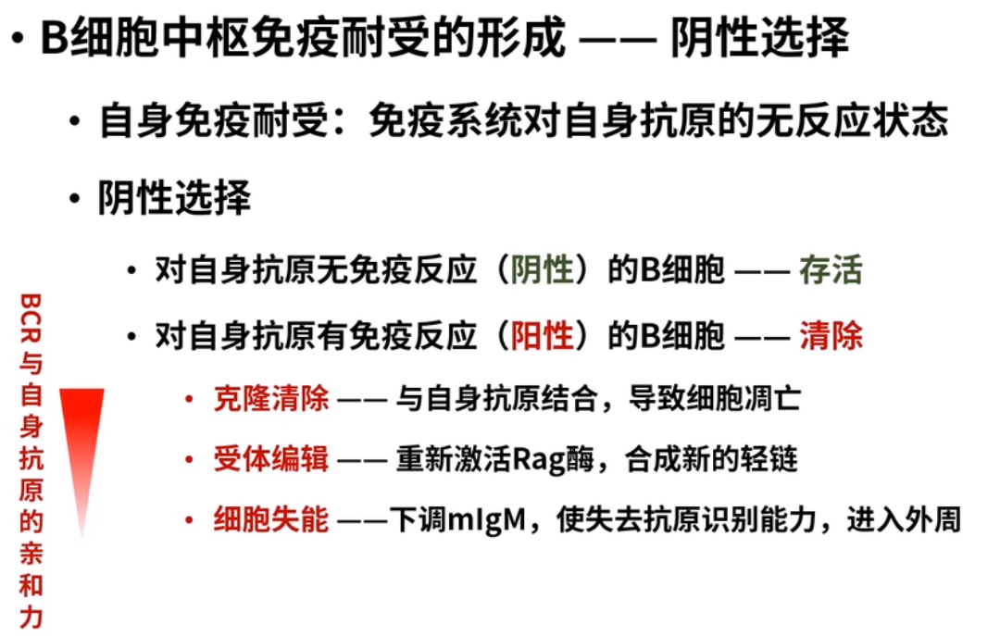 • B细胞中枢免疫耐受的形成 —— 阴性选择
• 自身免疫耐受：免疫系统对自身抗原的无反应状态
• 阴性选择
• 对自身抗原无免疫反应（阴性）的B细胞 —— 存活
• 对自身抗原有免疫反应（阳性）的B细胞 —— 清除
• 克隆清除 —— 与自身抗原结合，导致细胞凋亡
• 受体编辑 —— 重新激活Rag酶，合成新的轻链
• 细胞失能 ——下调mIgM，使失去抗原识别能力，进入外周
BCR与自身抗原的亲和力